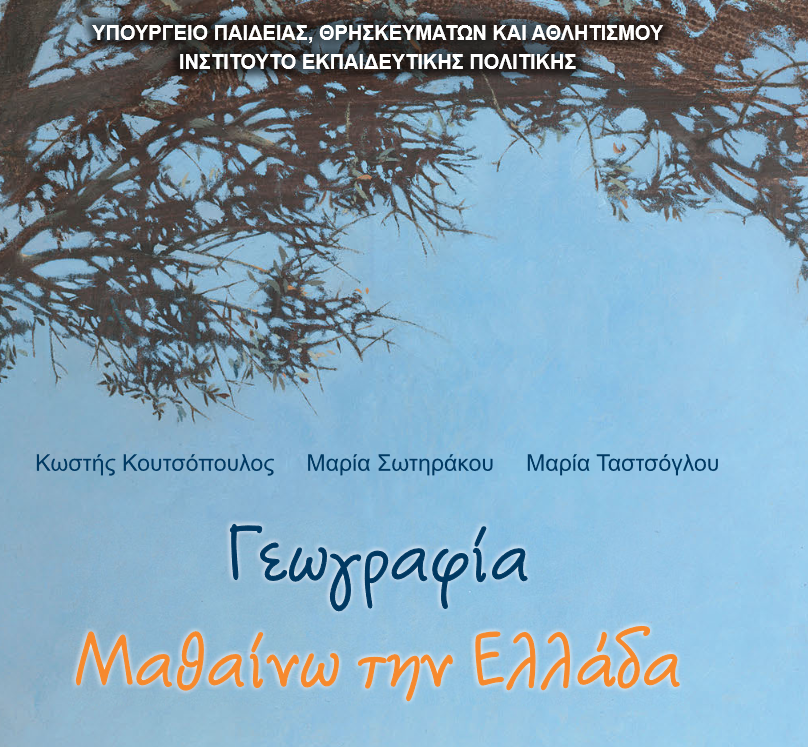 ΥΠΟΥΡΓΕΙΟ ΠΑΙΔΕΙΑΣ, ΘΡΗΣΚΕΥΜΑΤΩΝ ΚΑΙ ΑΘΛΗΤΙΣΜΟΥ
ΙΝΣΤΙΤΟΥΤΟ ΕΚΠΑΙΔΕΥΤΙΚΗΣ ΠΟΛΙΤΙΚΗΣ
Κωστής Κουτσόπουλος Μαρία Σωτηράκου Μαρία Ταστσόγλου
Γεωγραφία
Μαθαίνω την Ελλάδα